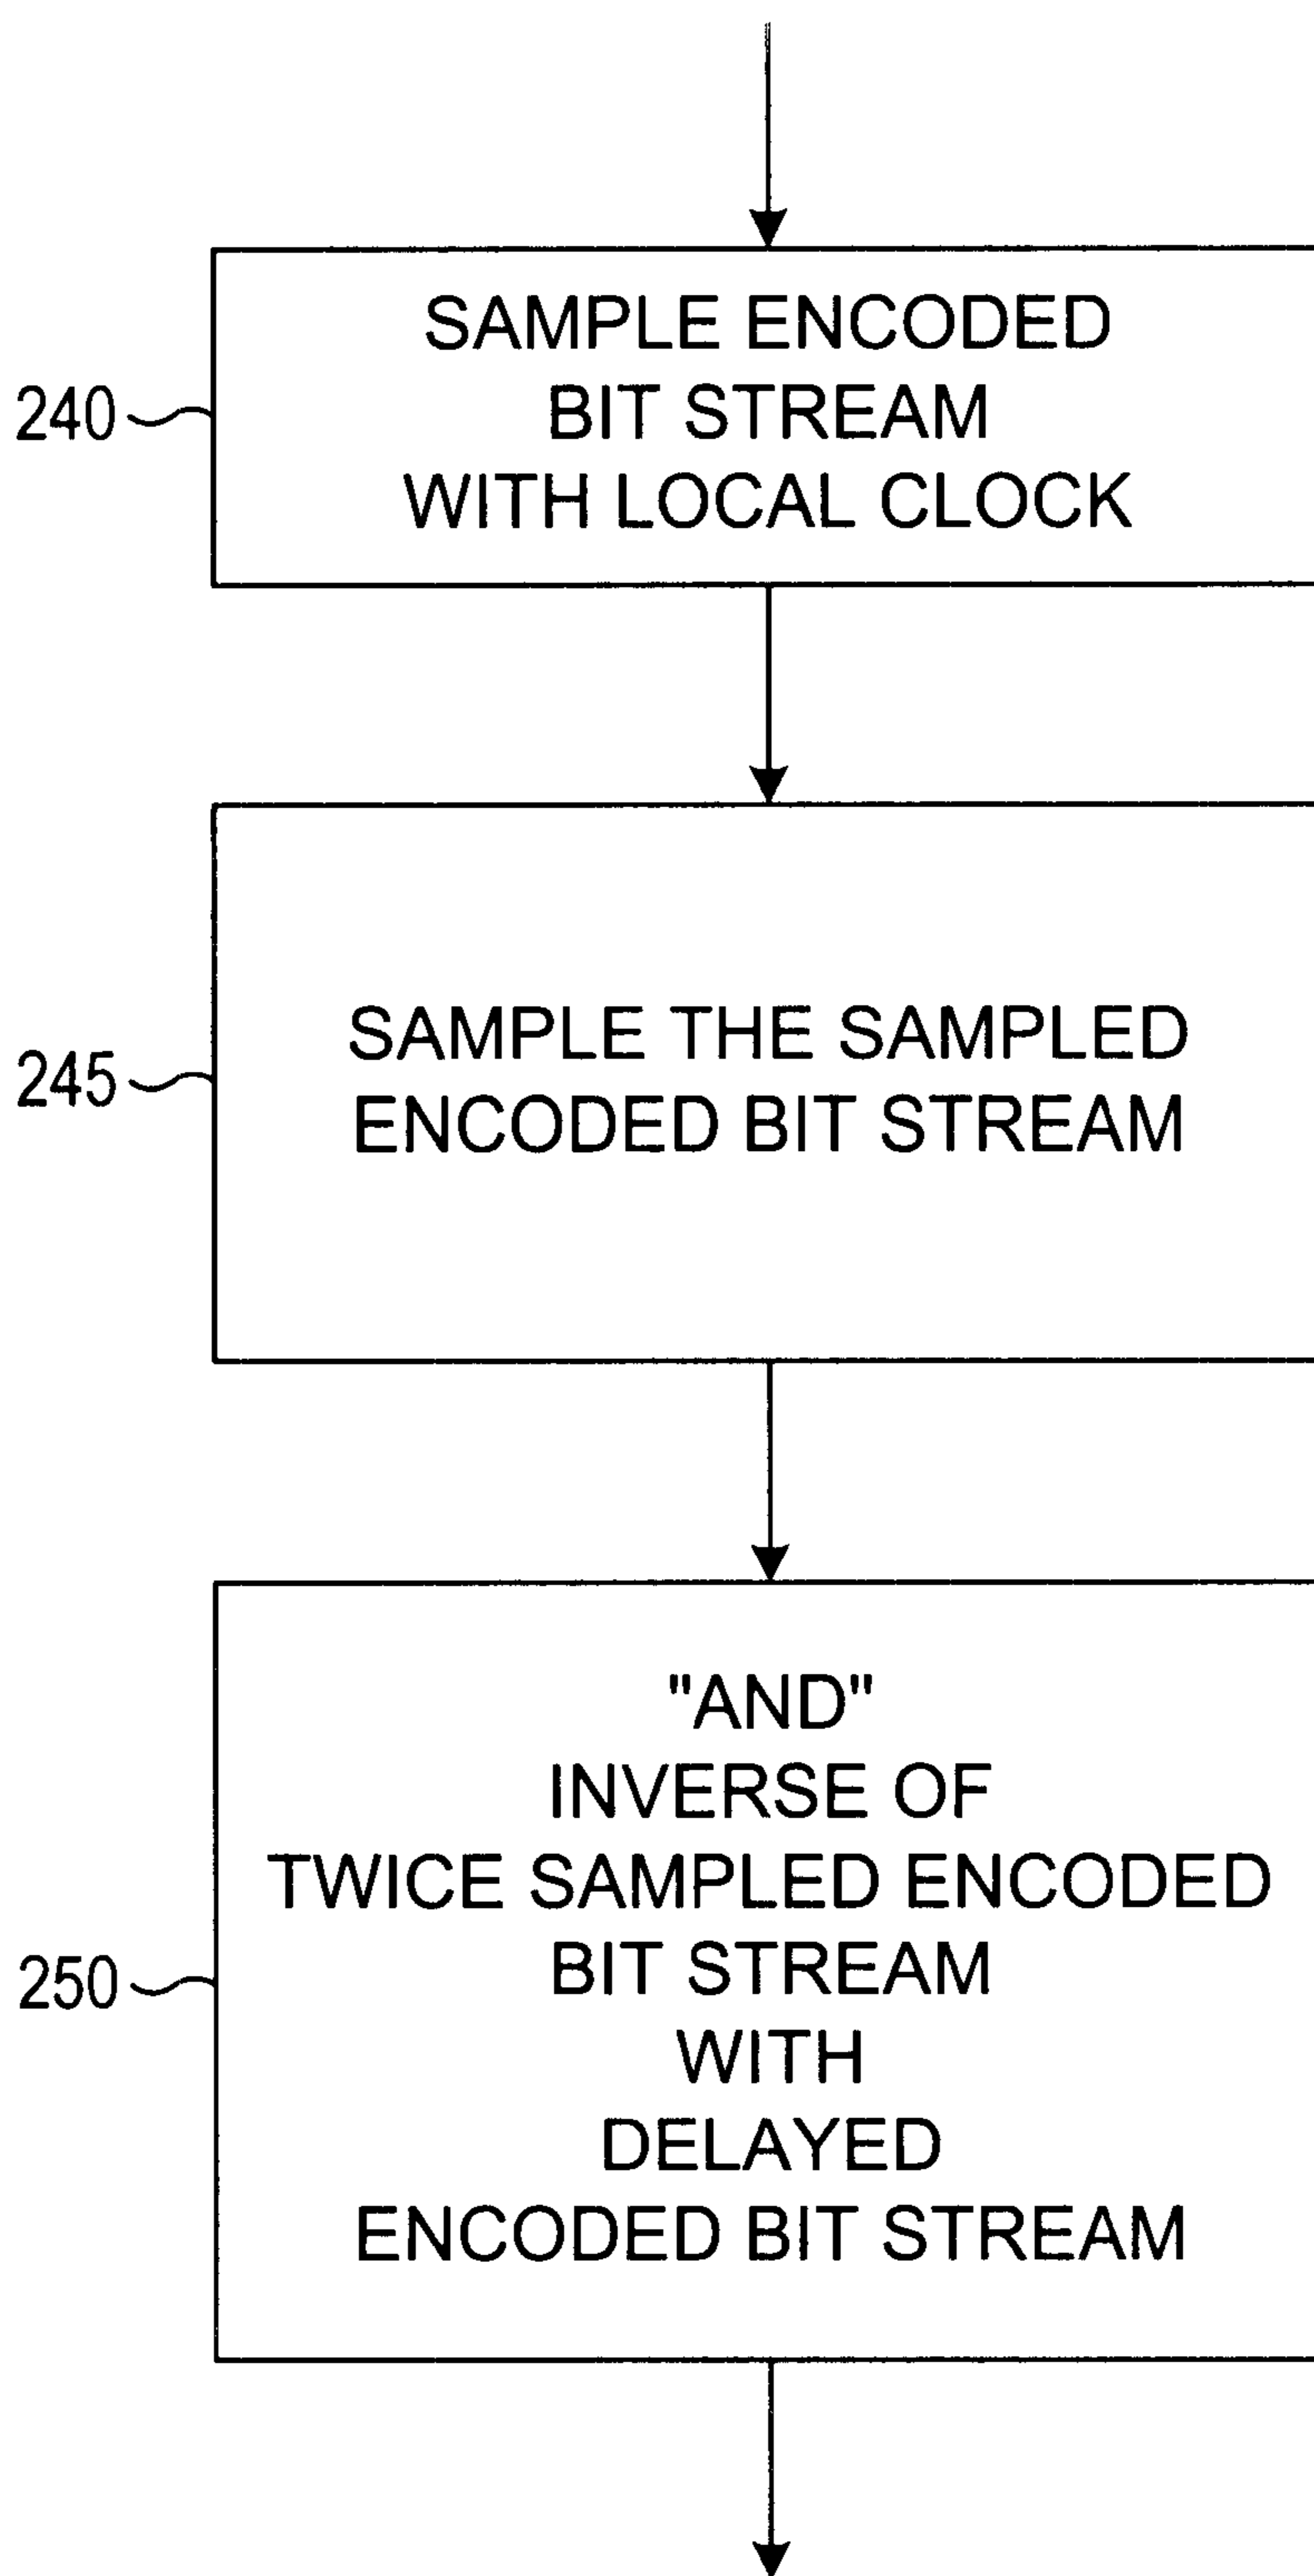 240
SAMPLE ENCODED
BIT STREAM
WITH LOCAL CLOCK
245
SAMPLE THE SAMPLED
ENCODED BIT STREAM
250
"AND"
INVERSE OF
TWICE SAMPLED ENCODED
BIT STREAM
WITH
DELAYED
ENCODED BIT STREAM